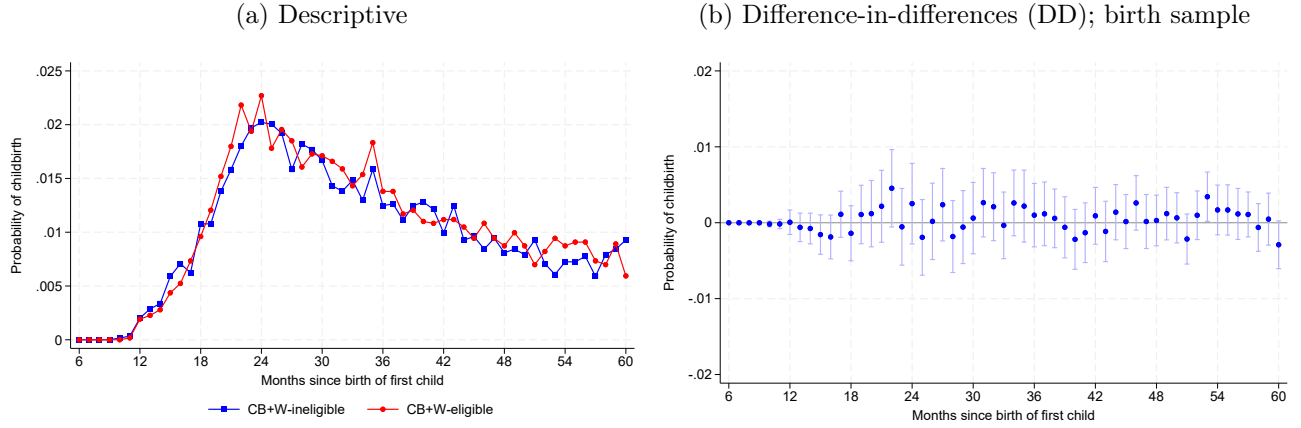 (a) Descriptive
.025
.02
.015
.01
.005
0
Probability of childbirth
6 12 18 24 30 36 42 48 54 60
Months since birth of first child
CB+W-ineligible CB+W-eligible
(b) Difference-in-differences (DD); birth sample
.02
.01
0
-.01
-.02
Probability of childbirth
6 12 18 24 30 36 42 48 54 60
Months since birth of first child